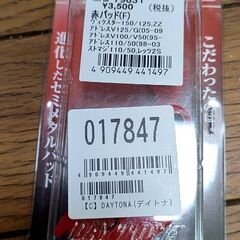 ¥3,500 (税抜)
赤パッド(F)
ヴェクスター150/125,ZZ
アドレスV125/G(05-09
アドレスV100/V50(95-
アドレス110/50(98-03
ストマジ110/50,レッツ2S
4 909449 441497
こだわった
進化したセミメタルパッド
017847
4909449441497
【C】DAYTONA(デイトナ)